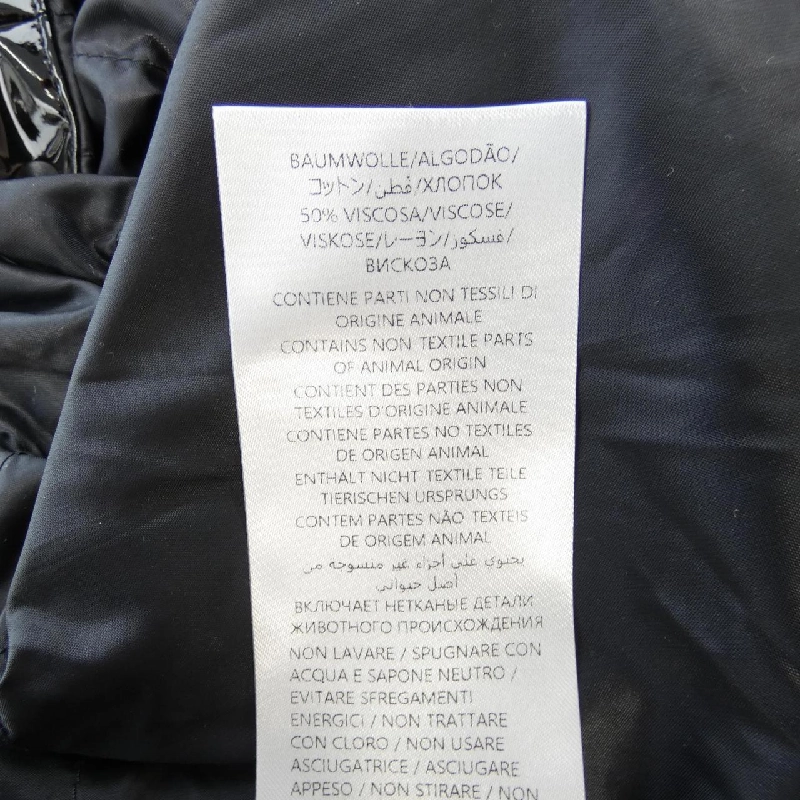 BAUMWOLLE/ALGODÃO/
コットン/قطن/ХЛОПОК
50% VISCOSA/VISCOSE/
VISKOSE/レーヨン/فسكوز/
ВИСКОЗА
CONTIENE PARTI NON TESSILI DI
ORIGINE ANIMALE
CONTAINS NON TEXTILE PARTS
OF ANIMAL ORIGIN
CONTIENT DES PARTIES NON
TEXTILES D'ORIGINE ANIMALE
CONTIENE PARTES NO TEXTILES
DE ORIGEN ANIMAL
ENTHÄLT NICHT TEXTILE TEILE
TIERISCHEN URSPRUNGS
CONTEM PARTES NÃO TEXTEIS
DE ORIGEM ANIMAL
يحتوي على أجزاء غير منسوجه من
أصل حيواني
ВКЛЮЧАЕТ НЕТКАНЫЕ ДЕТАЛИ
ЖИВОТНОГО ПРОИСХОЖДЕНИЯ
NON LAVARE / SPUGNARE CON
ACQUA E SAPONE NEUTRO /
EVITARE SFREGAMENTI
ENERGICI / NON TRATTARE
CON CLORO / NON USARE
ASCIUGATRICE / ASCIUGARE
APPESO / NON STIRARE / NON